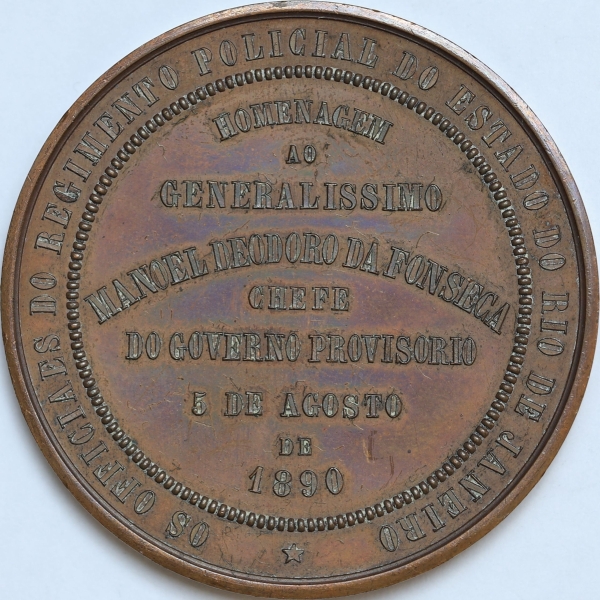 OS OFFICIAES DO REGIMENTO POLICIAL DO ESTADO DO RIO DE JANEIRO
HOMENAGEM
AO
GENERALISSIMO
MANOEL DEODORO DA FONSECA
CHEFE
DO GOVERNO PROVISORIO
5 DE AGOSTO
DE
1890